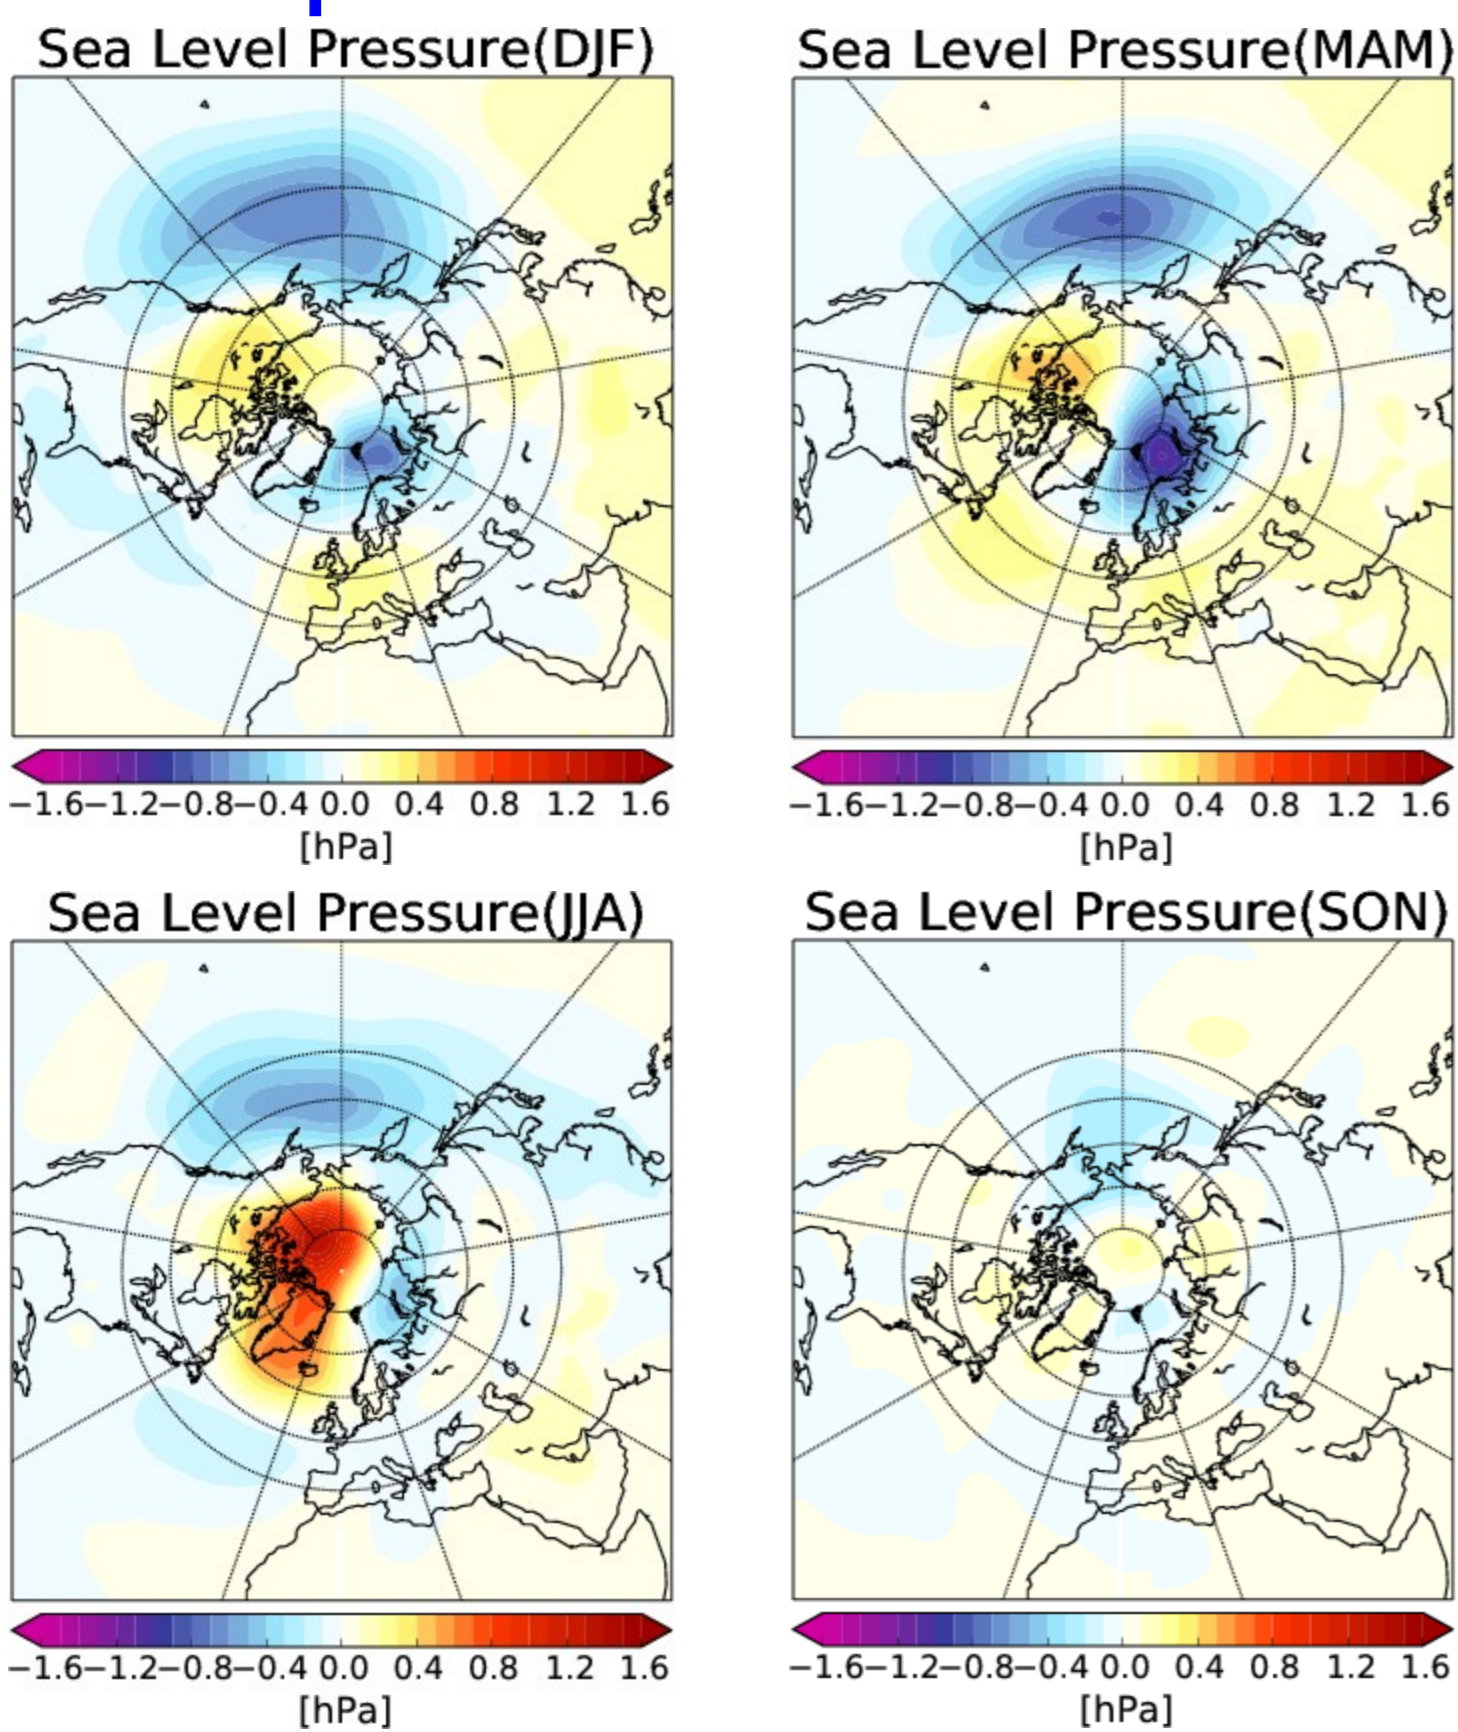 Sea Level Pressure(DJF)
Sea Level Pressure(MAM)
−1.6−1.2−0.8−0.4 0.0 0.4 0.8 1.2 1.6
[hPa]
−1.6−1.2−0.8−0.4 0.0 0.4 0.8 1.2 1.6
[hPa]
Sea Level Pressure(JJA)
Sea Level Pressure(SON)
−1.6−1.2−0.8−0.4 0.0 0.4 0.8 1.2 1.6
[hPa]
−1.6−1.2−0.8−0.4 0.0 0.4 0.8 1.2 1.6
[hPa]